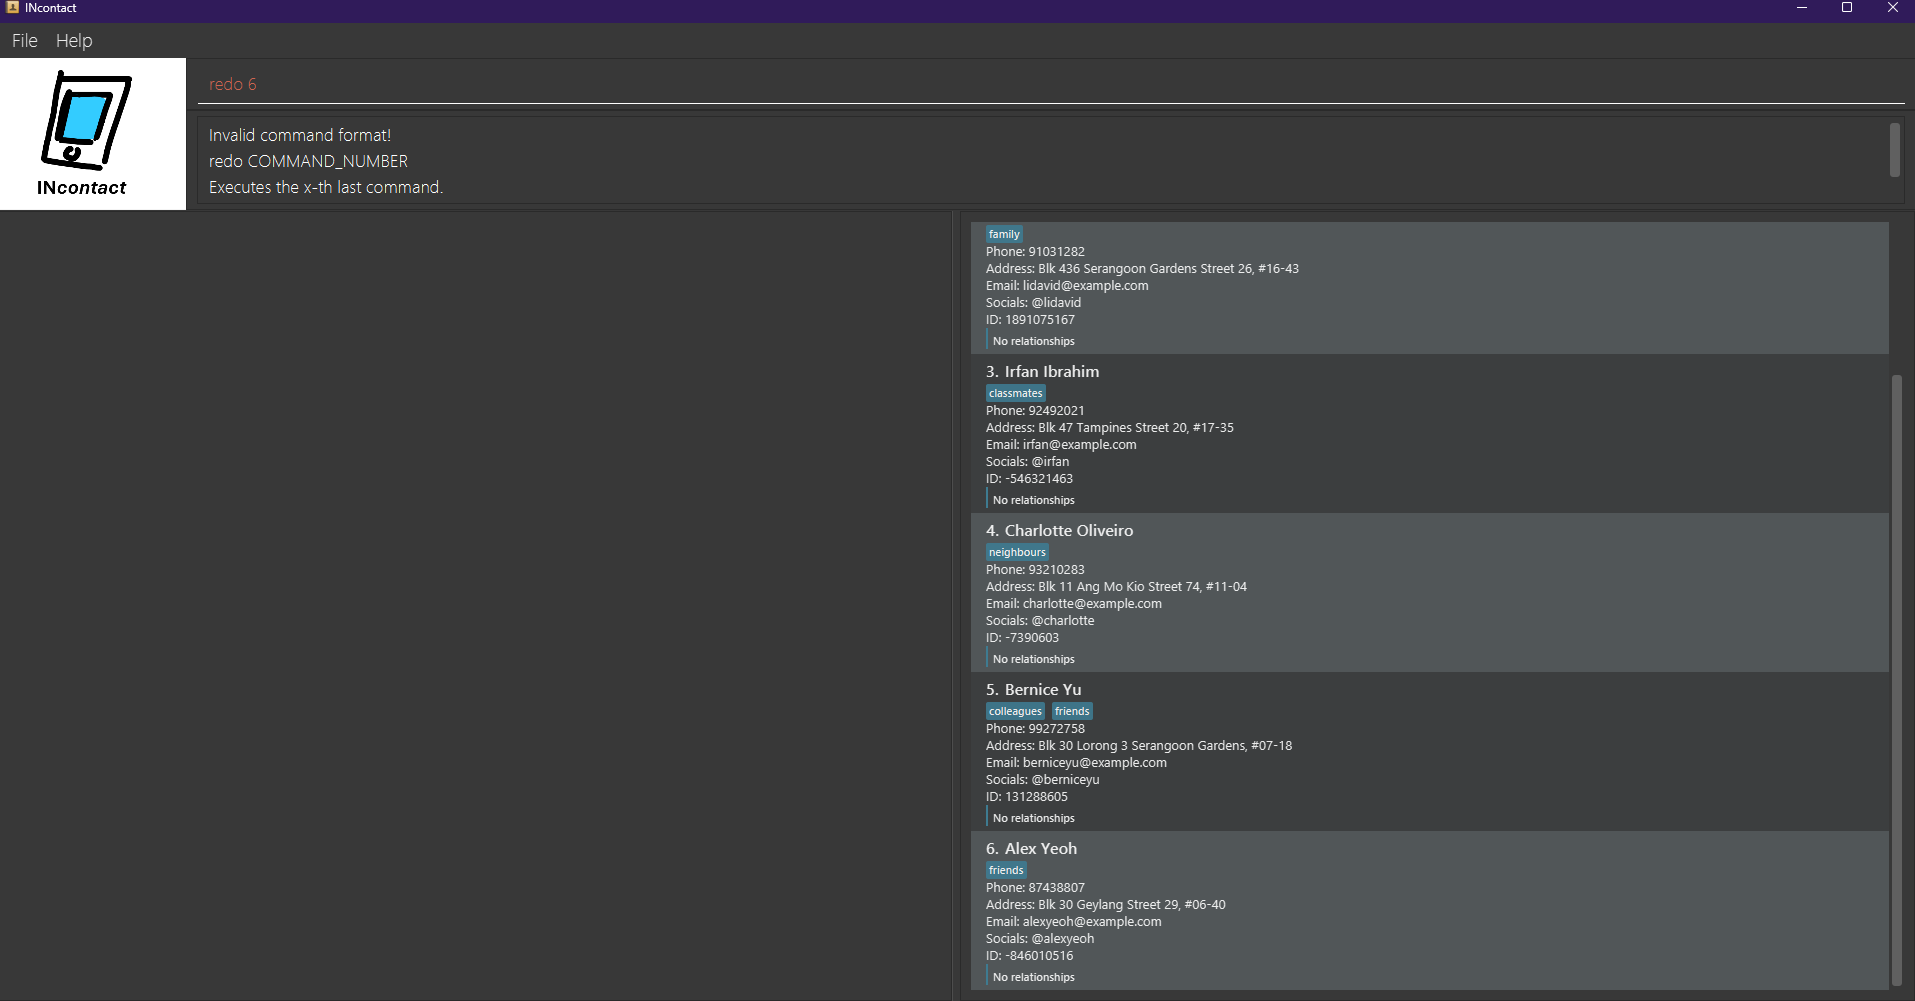 INcontact
File Help
INcontact
redo 6
Invalid command format!
redo COMMAND_NUMBER
Executes the x-th last command.
family
Phone: 91031282
Address: Blk 436 Serangoon Gardens Street 26, #16-43
Email: lidavid@example.com
Socials: @lidavid
ID: 1891075167
No relationships
3. Irfan Ibrahim
classmates
Phone: 92492021
Address: Blk 47 Tampines Street 20, #17-35
Email: irfan@example.com
Socials: @irfan
ID: -546321463
No relationships
4. Charlotte Oliveiro
neighbours
Phone: 93210283
Address: Blk 11 Ang Mo Kio Street 74, #11-04
Email: charlotte@example.com
Socials: @charlotte
ID: -7390603
No relationships
5. Bernice Yu
colleagues friends
Phone: 99272758
Address: Blk 30 Lorong 3 Serangoon Gardens, #07-18
Email: berniceyu@example.com
Socials: @berniceyu
ID: 131288605
No relationships
6. Alex Yeoh
friends
Phone: 87438807
Address: Blk 30 Geylang Street 29, #06-40
Email: alexyeoh@example.com
Socials: @alexyeoh
ID: -846010516
No relationships